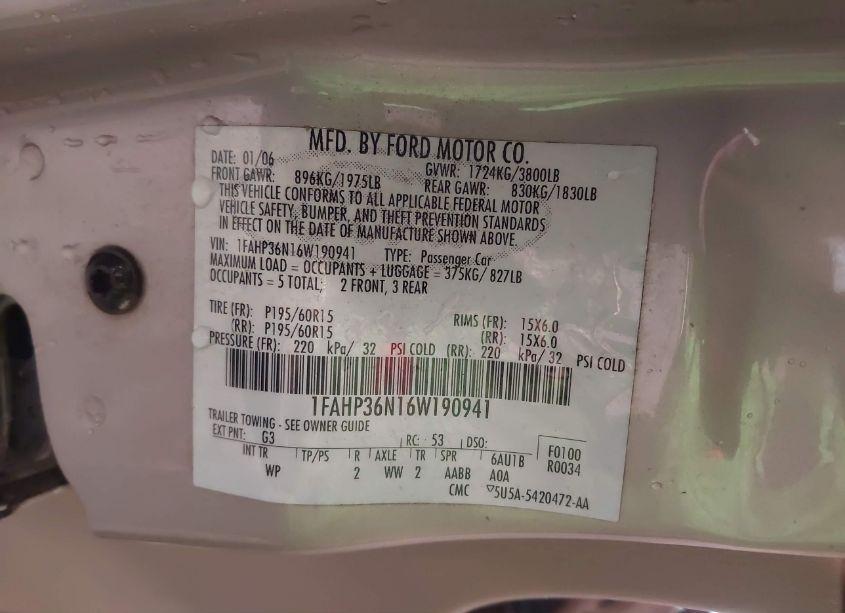 MFD. BY FORD MOTOR CO.
DATE: 01/06 GVWR: 1724KG/3800LB
FRONT GAWR: 896KG/1975LB REAR GAWR: 830KG/1830LB
THIS VEHICLE CONFORMS TO ALL APPLICABLE FEDERAL MOTOR
VEHICLE SAFETY, BUMPER, AND THEFT PREVENTION STANDARDS
IN EFFECT ON THE DATE OF MANUFACTURE SHOWN ABOVE.
VIN: 1FAHP36N16W190941 TYPE: Passenger Car
MAXIMUM LOAD = OCCUPANTS + LUGGAGE = 375KG/ 827LB
OCCUPANTS = 5 TOTAL; 2 FRONT, 3 REAR
TIRE (FR): P195/60R15 RIMS (FR): 15X6.0
(RR): P195/60R15 (RR): 15X6.0
PRESSURE (FR): 220 kPa/ 32 PSI COLD (RR): 220 kPa/ 32 PSI COLD
1FAHP36N16W190941
TRAILER TOWING - SEE OWNER GUIDE
EXT PNT: G3 RC: 53 DSO: F0100
INT TR TP/PS R AXLE TR SPR 6AU1B R0034
WP 2 WW 2 AABB A0A
CMC 5U5A-5420472-AA